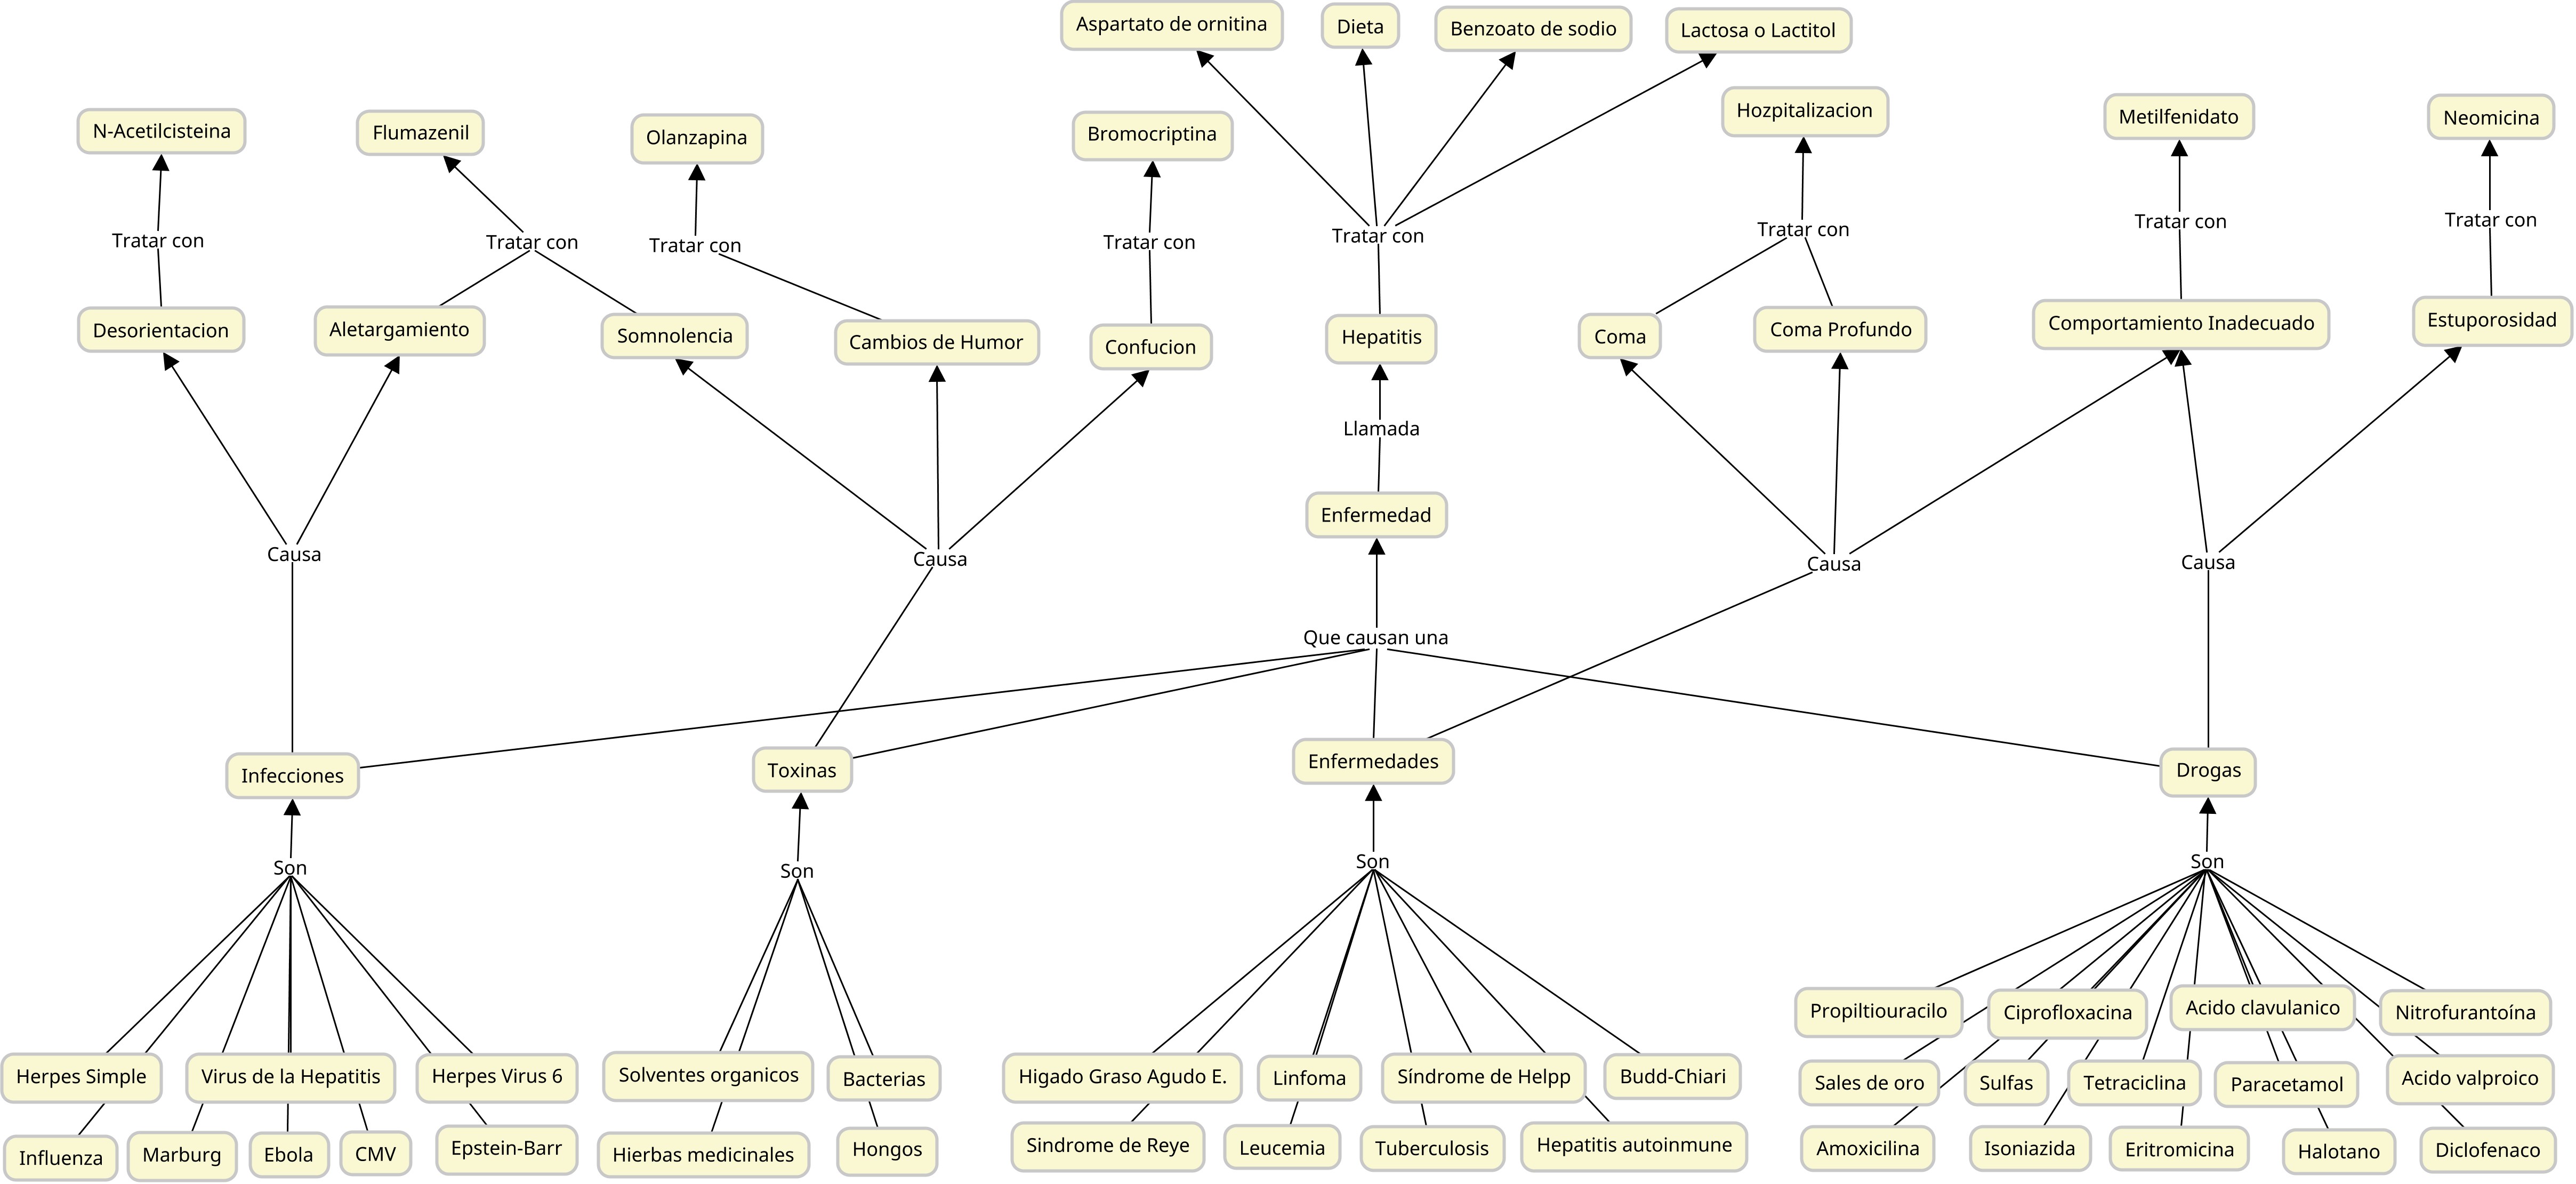 Aspartato de ornitina
Dieta
Benzoato de sodio
Lactosa o Lactitol
N-Acetilcisteina
Flumazenil
Olanzapina
Bromocriptina
Hozpitalizacion
Metilfenidato
Neomicina
Tratar con
Tratar con
Tratar con
Tratar con
Tratar con
Tratar con
Tratar con
Tratar con
Desorientacion
Aletargamiento
Somnolencia
Cambios de Humor
Confucion
Hepatitis
Coma
Coma Profundo
Comportamiento Inadecuado
Estuporosidad
Llamada
Enfermedad
Causa
Causa
Causa
Causa
Que causan una
Infecciones
Toxinas
Enfermedades
Drogas
Son
Son
Son
Son
Propiltiouracilo
Ciprofloxacina
Acido clavulanico
Nitrofurantoína
Herpes Simple
Virus de la Hepatitis
Herpes Virus 6
Solventes organicos
Bacterias
Higado Graso Agudo E.
Linfoma
Síndrome de Helpp
Budd-Chiari
Sales de oro
Sulfas
Tetraciclina
Paracetamol
Acido valproico
Influenza
Marburg
Ebola
CMV
Epstein-Barr
Hierbas medicinales
Hongos
Sindrome de Reye
Leucemia
Tuberculosis
Hepatitis autoinmune
Amoxicilina
Isoniazida
Eritromicina
Halotano
Diclofenaco